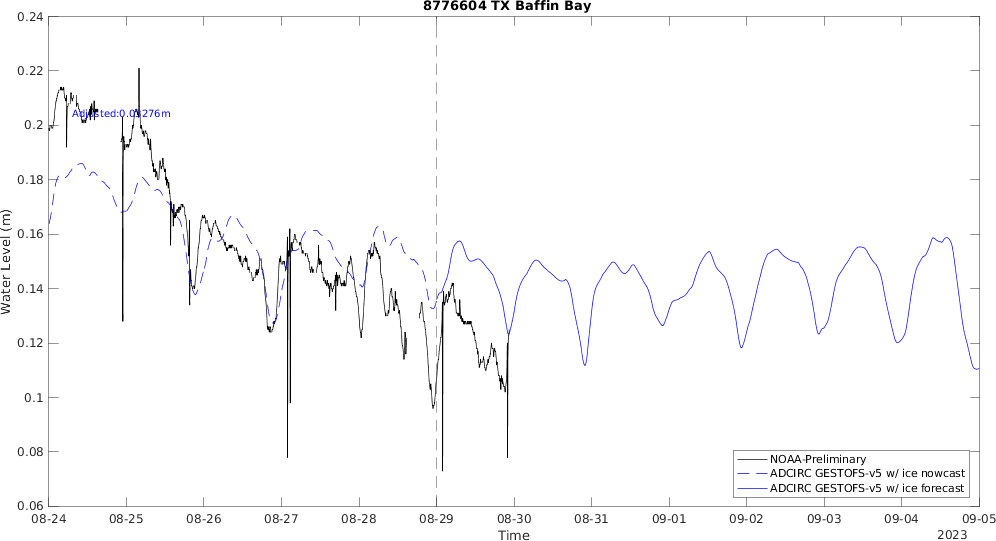 8776604 TX Baffin Bay
0.24
0.22
0.2
0.18
0.16
0.14
0.12
0.1
0.08
0.06
Water Level (m)
08-24 08-25 08-26 08-27 08-28 08-29 08-30 08-31 09-01 09-02 09-03 09-04 09-05
Time
2023
NOAA-Preliminary
ADCIRC GESTOFS-v5 w/ ice nowcast
ADCIRC GESTOFS-v5 w/ ice forecast